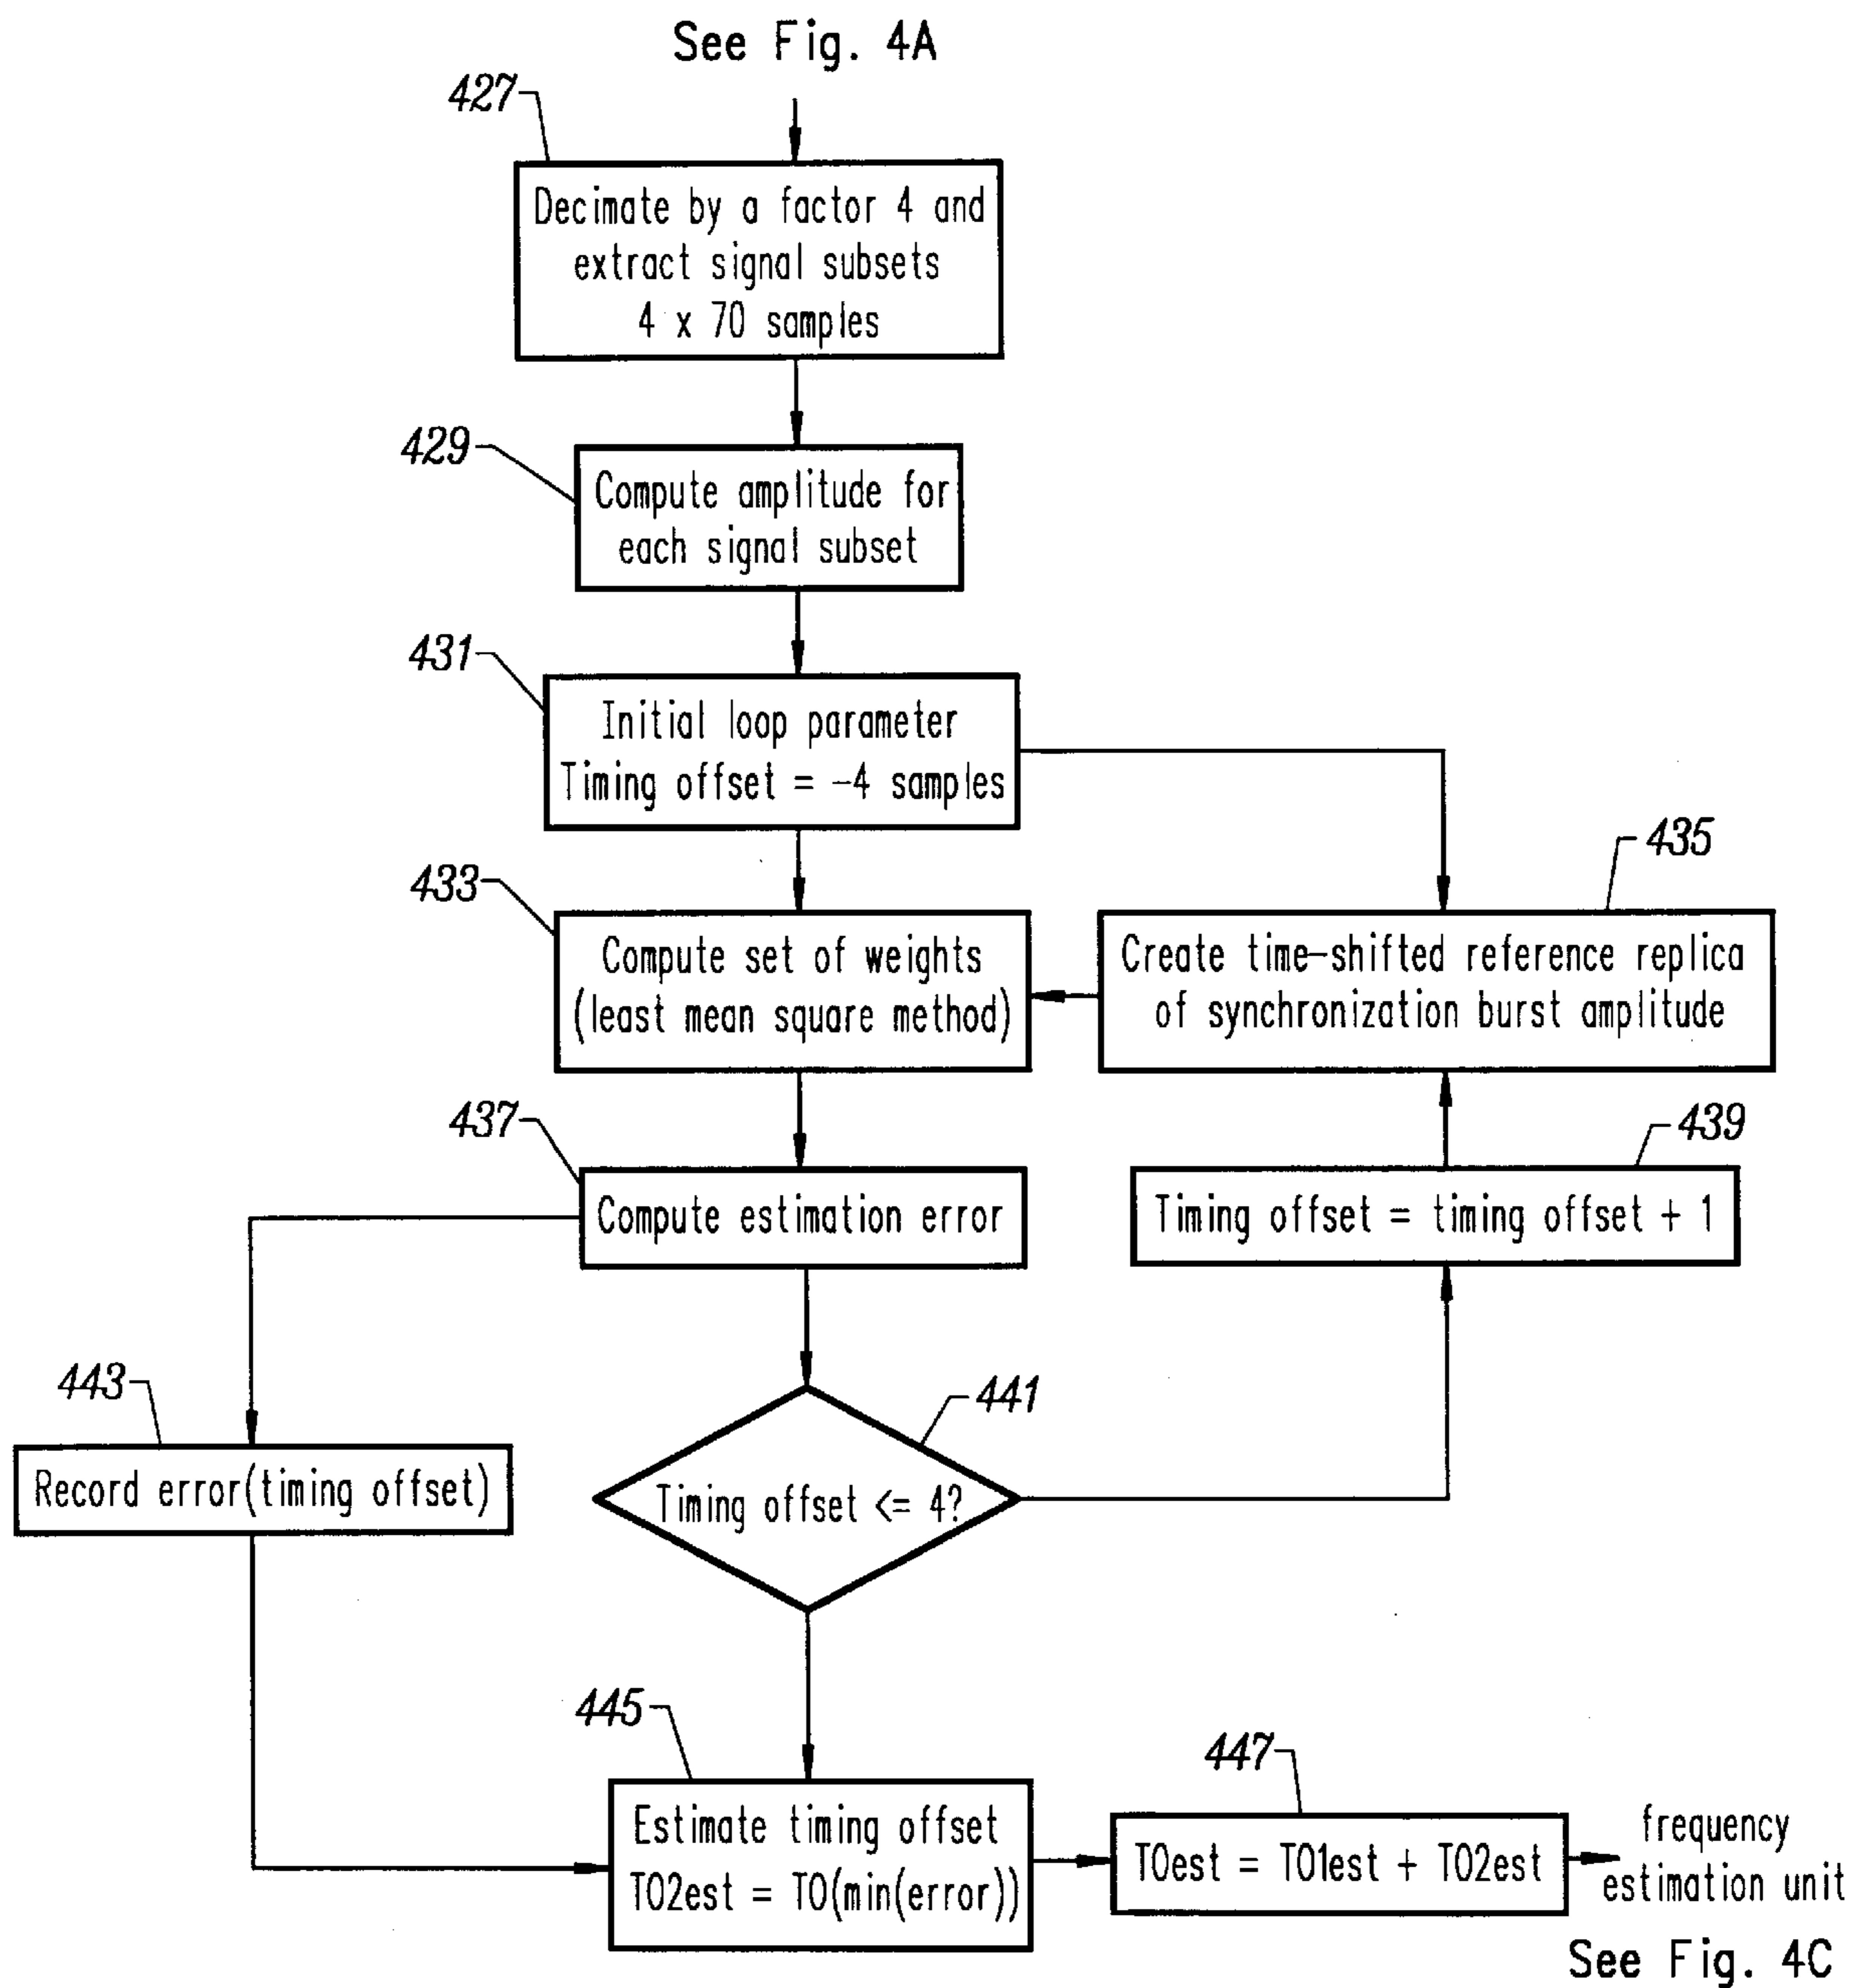 See Fig. 4A
427
Decimate by a factor 4 and
extract signal subsets
4 x 70 samples
429
Compute amplitude for
each signal subset
431
Initial loop parameter
Timing offset = -4 samples
433
Compute set of weights
(least mean square method)
435
Create time-shifted reference replica
of synchronization burst amplitude
437
Compute estimation error
439
Timing offset = timing offset + 1
443
Record error(timing offset)
441
Timing offset <= 4?
445
Estimate timing offset
TO2est = TO(min(error))
447
TOest = TO1est + TO2est
frequency
estimation unit
See Fig. 4C